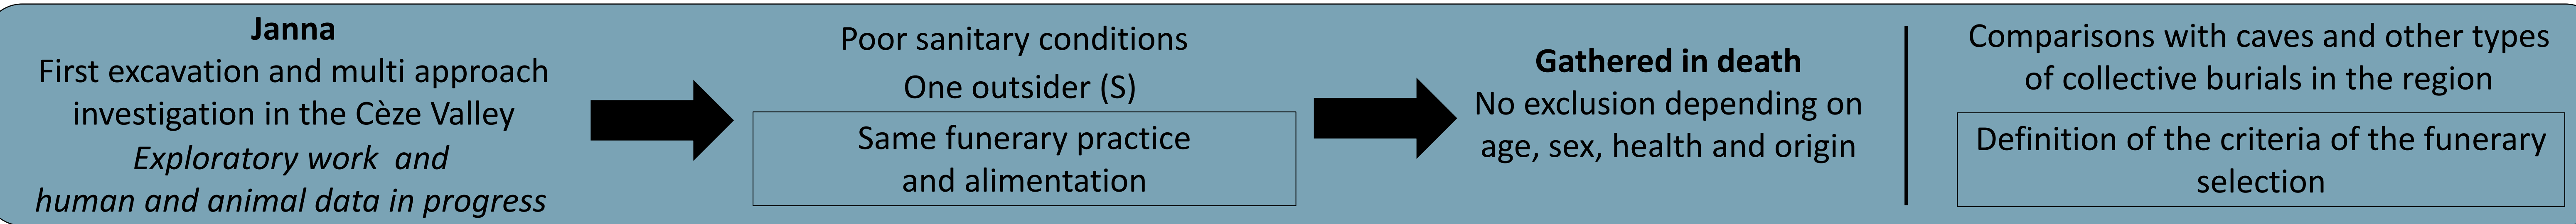 Janna
First excavation and multi approach
investigation in the Cèze Valley
Exploratory work and
human and animal data in progress
Poor sanitary conditions
One outsider (S)
Same funerary practice
and alimentation
Gathered in death
No exclusion depending on
age, sex, health and origin
Comparisons with caves and other types
of collective burials in the region
Definition of the criteria of the funerary
selection